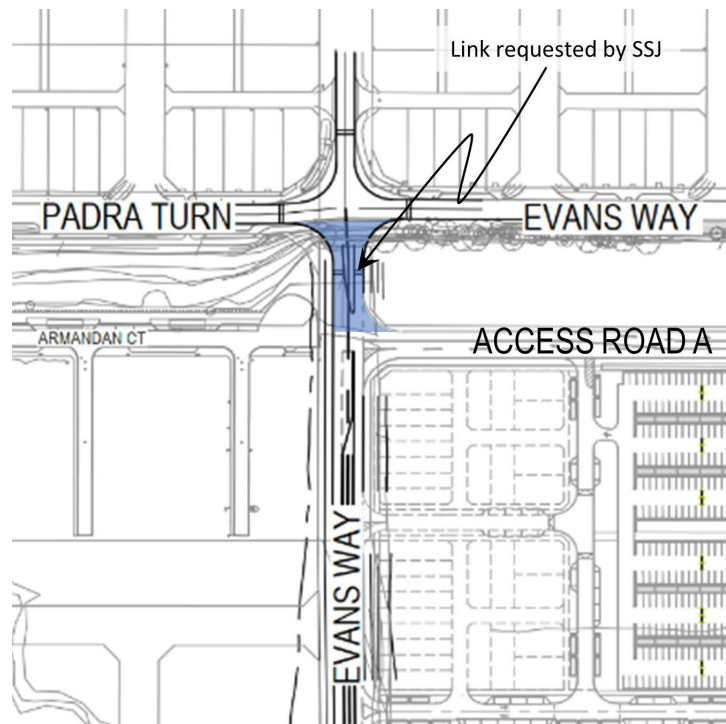 Link requested by SSJ
PADRA TURN
EVANS WAY
ARMANDAN CT
ACCESS ROAD A
EVANS WAY